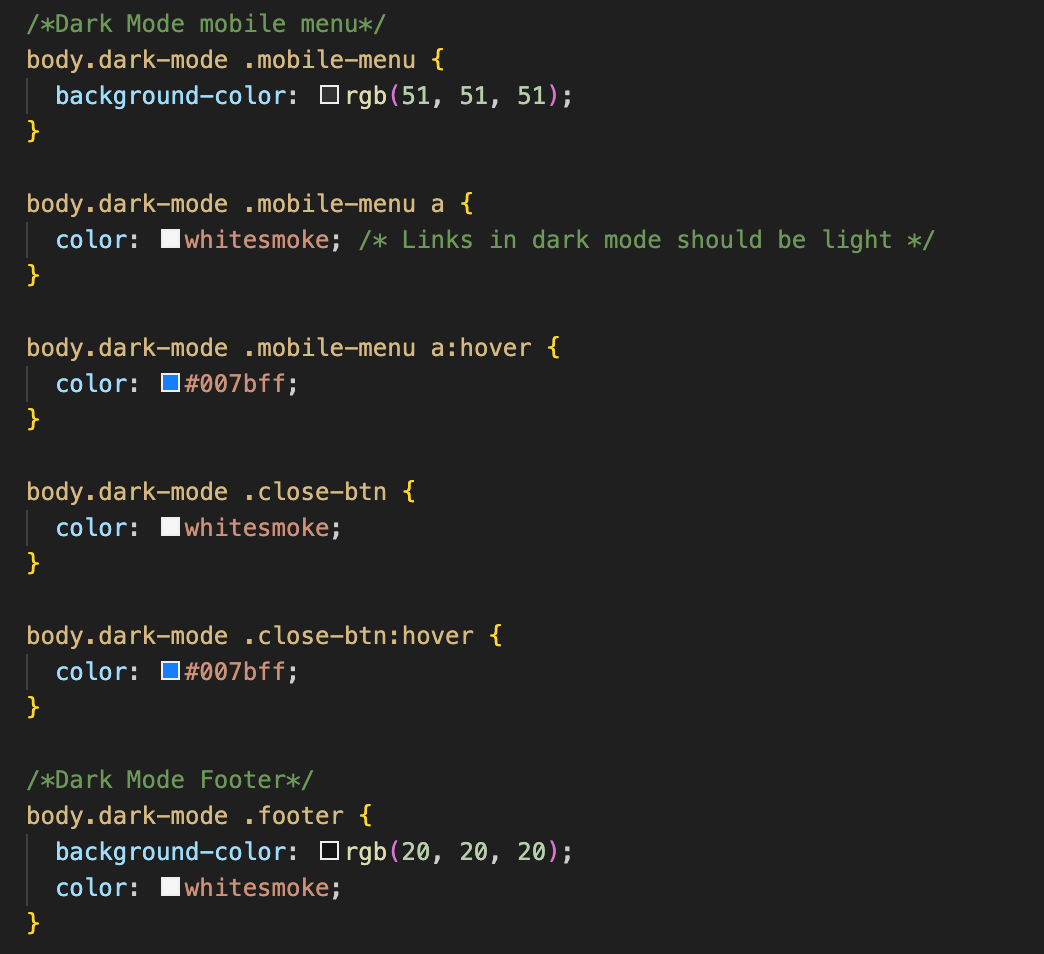 /*Dark Mode mobile menu*/
body.dark-mode .mobile-menu {
  background-color: rgb(51, 51, 51);
}

body.dark-mode .mobile-menu a {
  color: whitesmoke; /* Links in dark mode should be light */
}

body.dark-mode .mobile-menu a:hover {
  color: #007bff;
}

body.dark-mode .close-btn {
  color: whitesmoke;
}

body.dark-mode .close-btn:hover {
  color: #007bff;
}

/*Dark Mode Footer*/
body.dark-mode .footer {
  background-color: rgb(20, 20, 20);
  color: whitesmoke;
}